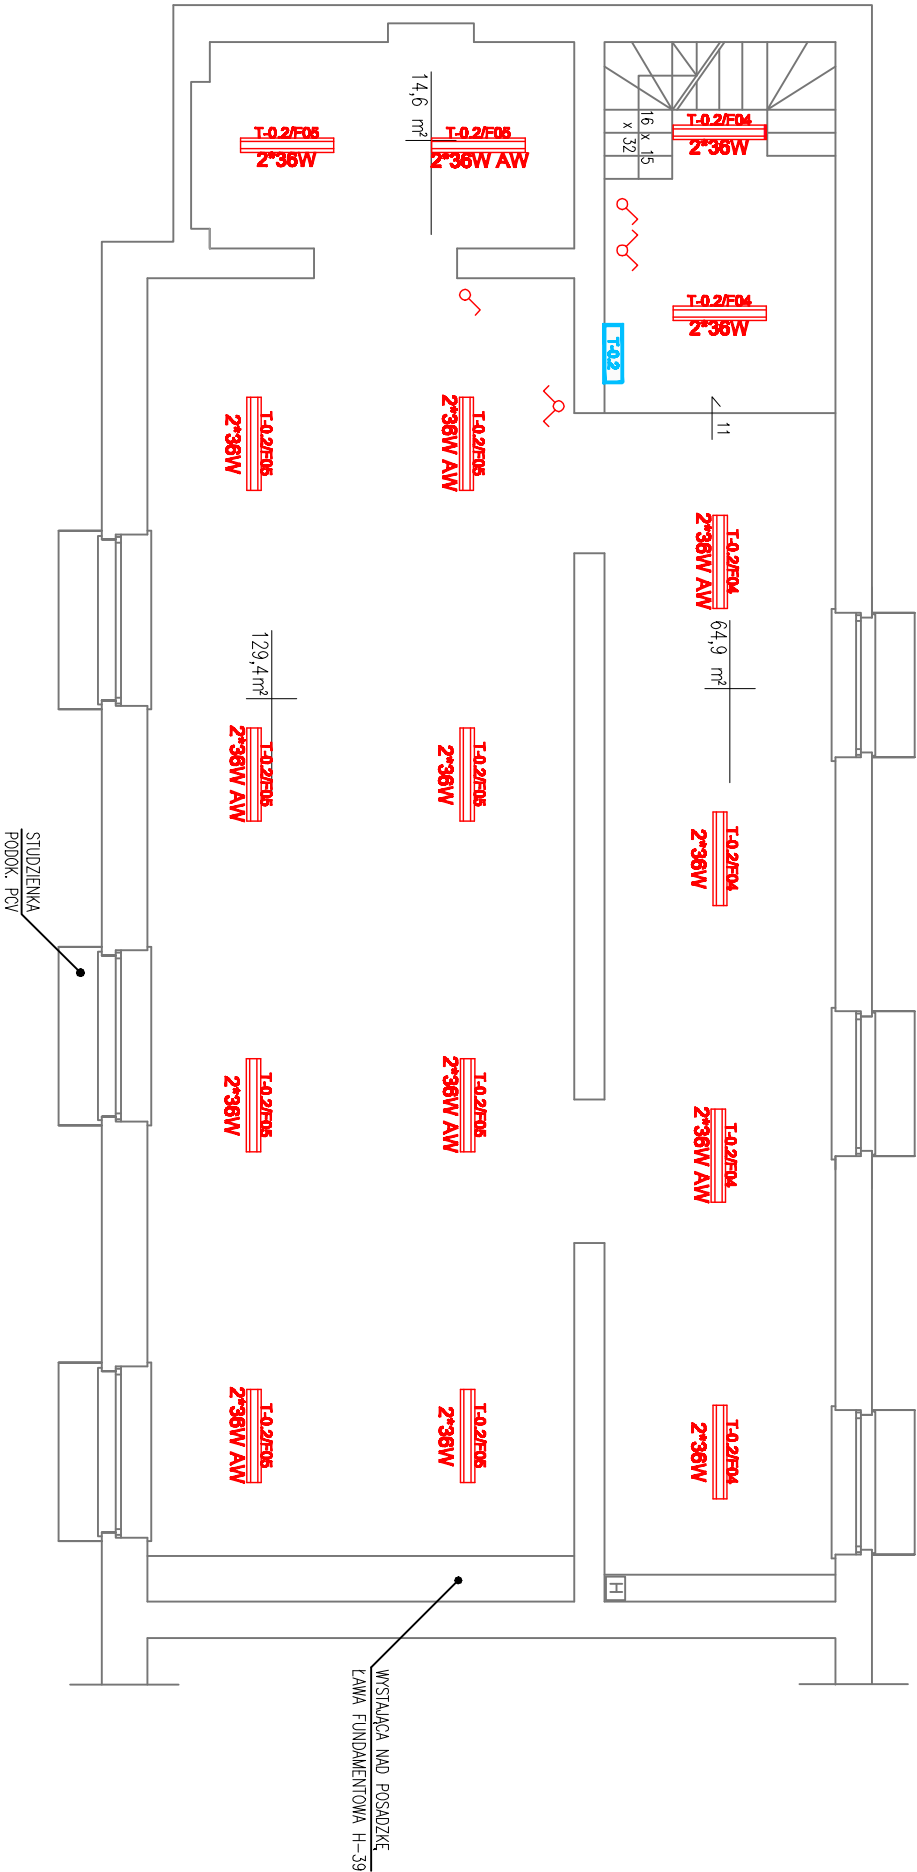 T-0.2/F05
2*36W
14,6 m²
T-0.2/F05
2*36W AW
16 x 15
x 32
T-0.2/F04
2*36W
T-0.2/F04
2*36W
T-0.2
11
T-0.2/F05
2*36W
T-0.2/F05
2*36W AW
T-0.2/F04
2*36W AW
129,4m²
64,9 m²
T-0.2/F05
2*36W AW
T-0.2/F05
2*36W
T-0.2/F04
2*36W
STUDZIENKA
PODOK. PCV
T-0.2/F05
2*36W
T-0.2/F05
2*36W AW
T-0.2/F04
2*36W AW
T-0.2/F05
2*36W AW
T-0.2/F05
2*36W
T-0.2/F04
2*36W
H
WYSTAJĄCA NAD POSADZKĘ
ŁAWA FUNDAMENTOWA H-39